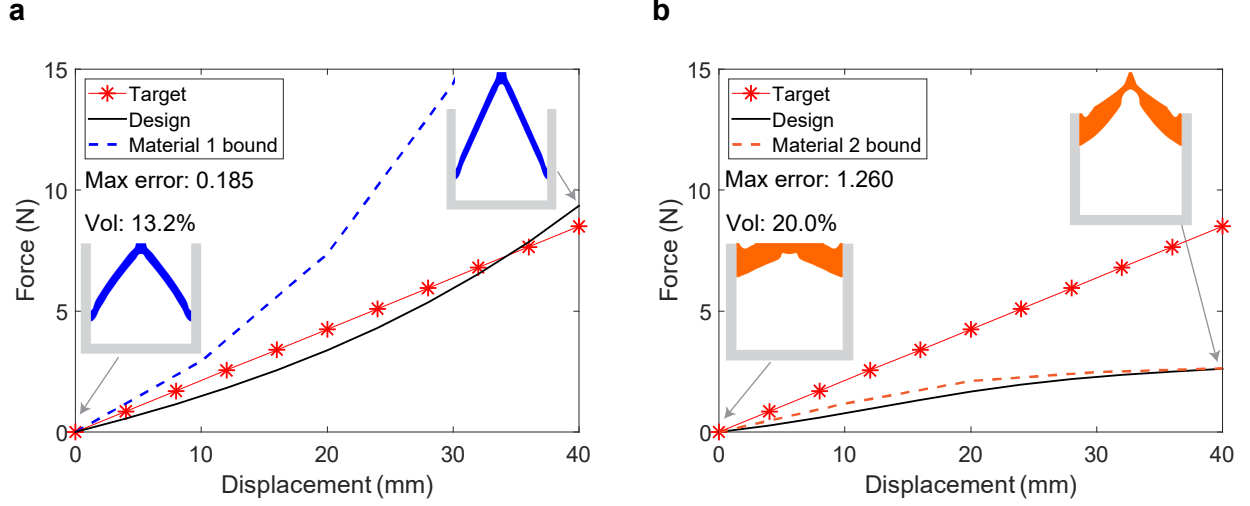 a
15
10
5
0
Force (N)
Target
Design
Material 1 bound
Max error: 0.185
Vol: 13.2%
0
10
20
30
40
Displacement (mm)
b
15
10
5
0
Force (N)
Target
Design
Material 2 bound
Max error: 1.260
Vol: 20.0%
0
10
20
30
40
Displacement (mm)